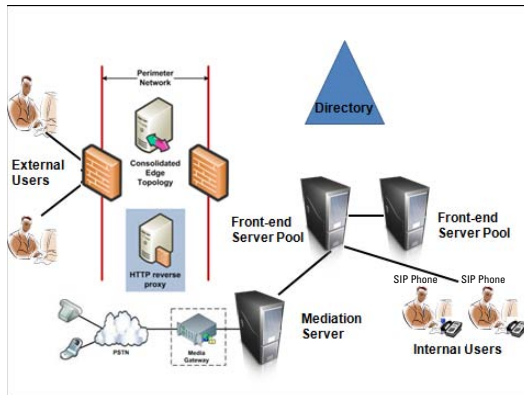 Perimeter
Network
Directory
External
Users
Consolidated
Edge
Topology
Front-end
Server Pool
Front-end
Server Pool
HTTP reverse
proxy
SIP Phone
SIP Phone
Mediation
Server
PSTN
Media
Gateway
Internal Users